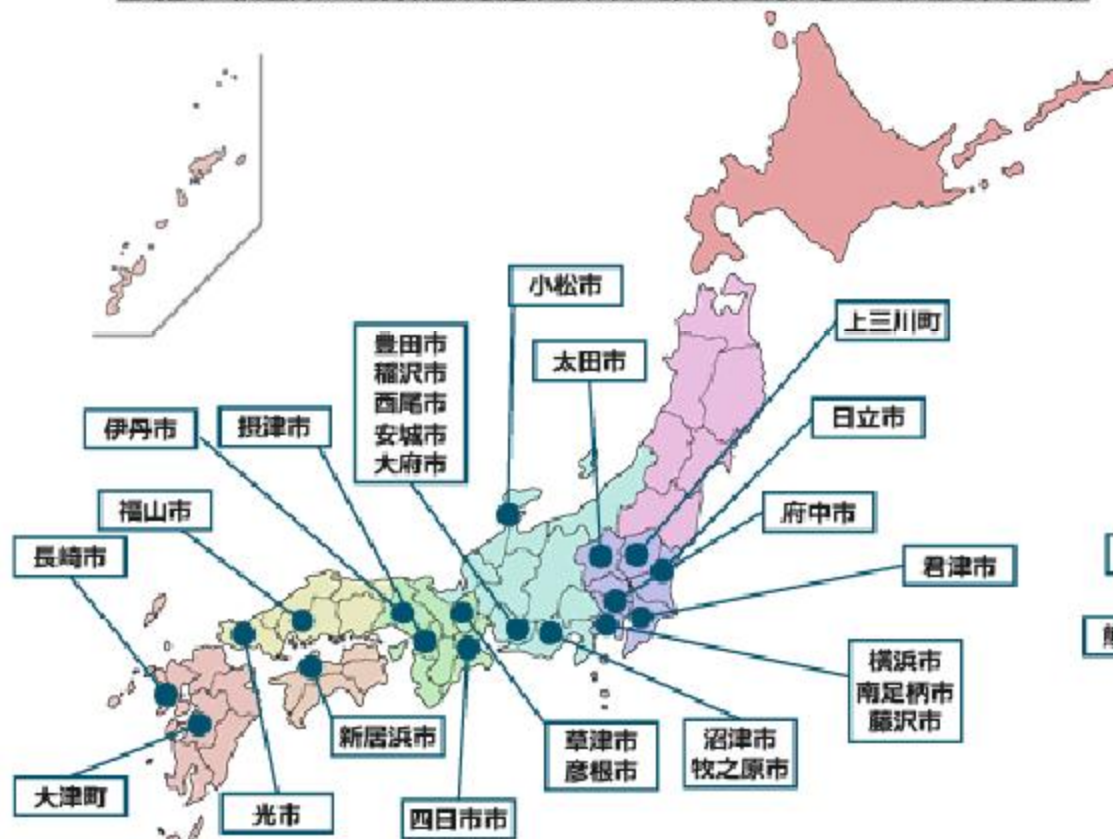 小松市
上三川町
豊田市
稲沢市
西尾市
安城市
大府市
太田市
伊丹市
摂津市
日立市
福山市
府中市
長崎市
君津市
横浜市
南足柄市
藤沢市
新居浜市
草津市
彦根市
沼津市
牧之原市
大津町
光市
四日市市